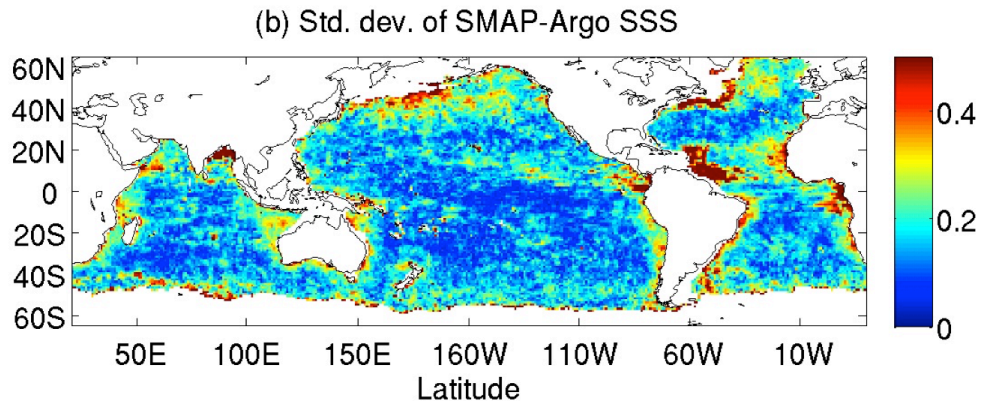 (b) Std. dev. of SMAP-Argo SSS
60N
40N
20N
0
20S
40S
60S
50E 100E 150E 160W 110W 60W 10W
Latitude
0.4
0.2
0